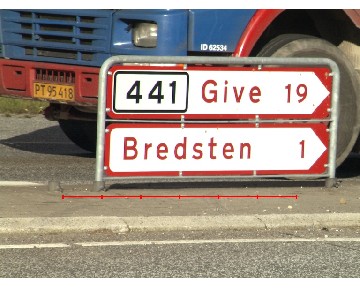 ID 62534
PT 95 418
441 Give 19
Bredsten 1